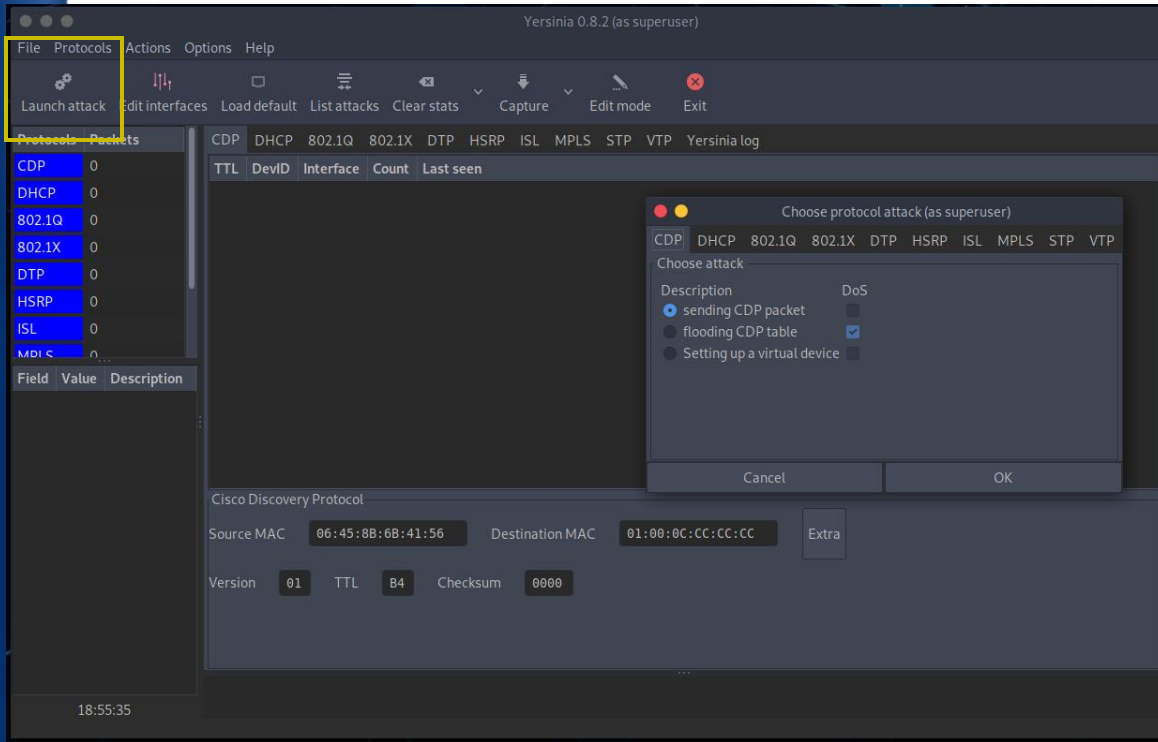 Yersinia 0.8.2 (as superuser)
File Protocols Actions Options Help
Launch attack Edit interfaces Load default List attacks Clear stats Capture Edit mode Exit
Protocols Packets
CDP 0
DHCP 0
802.1Q 0
802.1X 0
DTP 0
HSRP 0
ISL 0
MPLS 0
Field Value Description
18:55:35
CDP DHCP 802.1Q 802.1X DTP HSRP ISL MPLS STP VTP Yersinia log
TTL DevID Interface Count Last seen
Choose protocol attack (as superuser)
CDP DHCP 802.1Q 802.1X DTP HSRP ISL MPLS STP VTP
Choose attack
Description DoS
sending CDP packet
flooding CDP table
Setting up a virtual device
Cancel OK
Cisco Discovery Protocol
Source MAC 06:45:8B:6B:41:56 Destination MAC 01:00:0C:CC:CC:CC Extra
Version 01 TTL B4 Checksum 0000